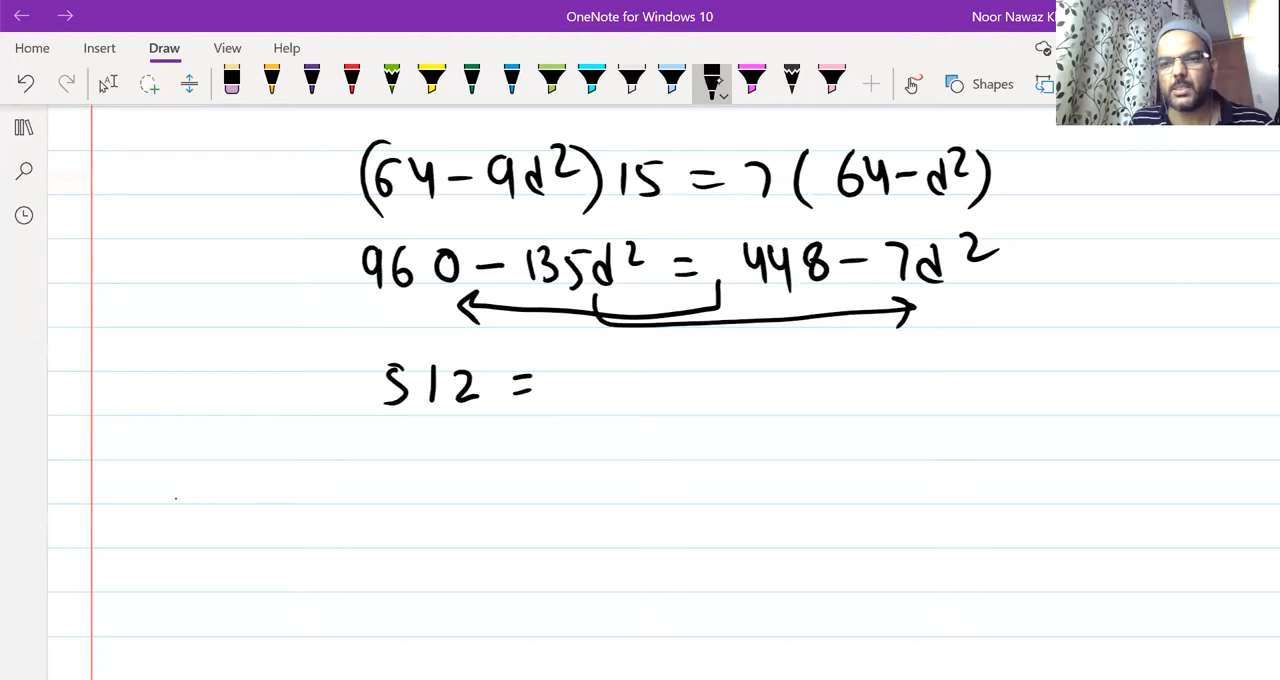 OneNote for Windows 10
Noor Nawaz K
Home Insert Draw View Help
Shapes
(64 - 9d²) 15 = 7 ( 64 - d²)
960 - 135d² = 448 - 7d²
512 =